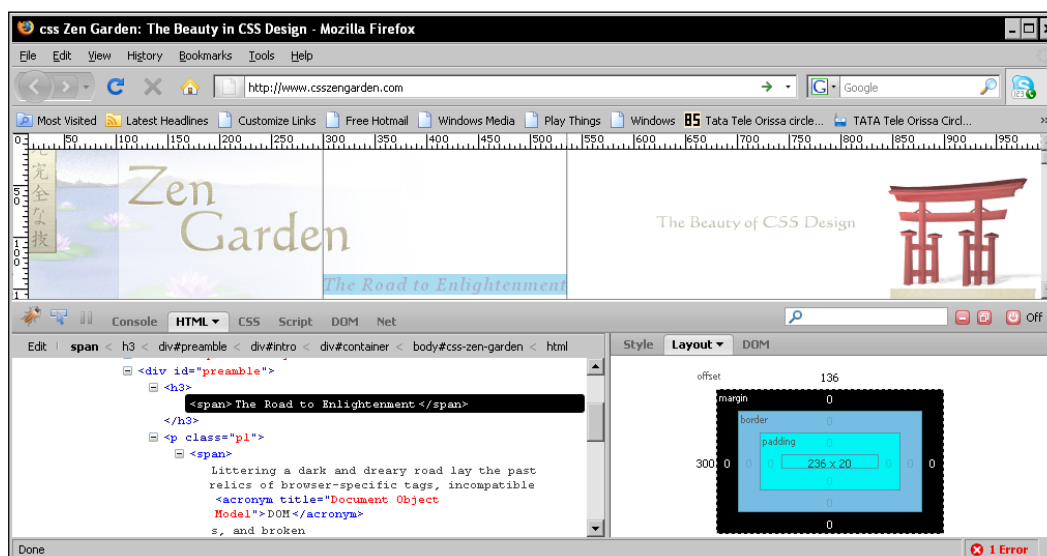 css Zen Garden: The Beauty in CSS Design - Mozilla Firefox
File Edit View History Bookmarks Tools Help
http://www.csszengarden.com
G Google
Most Visited Latest Headlines Customize Links Free Hotmail Windows Media Play Things Windows 85 Tata Tele Orissa circle... TATA Tele Orissa Circl... »
0 50 100 150 200 250 300 350 400 450 500 550 600 650 700 750 800 850 900 950
50
100
完全な技
Zen
Garden
The Beauty of CSS Design
The Road to Enlightenment
Console HTML CSS Script DOM Net
Off
Edit span < h3 < div#preamble < div#intro < div#container < body#css-zen-garden < html
Style Layout DOM
<div id="preamble">
<h3>
<span>The Road to Enlightenment</span>
</h3>
<p class="p1">
<span>
Littering a dark and dreary road lay the past
relics of browser-specific tags, incompatible
<acronym title="Document Object
Model">DOM</acronym>
s, and broken
offset 136
margin 0
border 0
padding 0
300 0 0 0 236 x 20 0 0 0
0
0
0
Done
1 Error